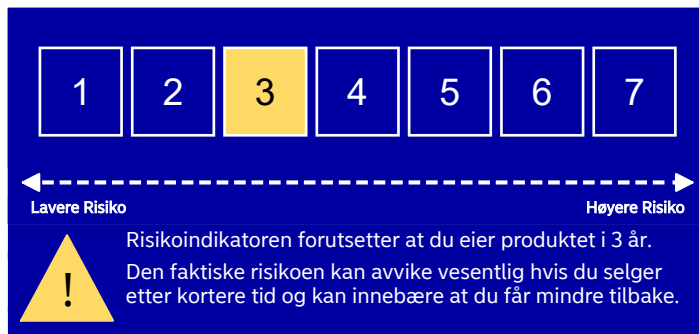 1 2 3 4 5 6 7
Lavere Risiko Høyere Risiko
Risikoindikatoren forutsetter at du eier produktet i 3 år.
Den faktiske risikoen kan avvike vesentlig hvis du selger
! etter kortere tid og kan innebære at du får mindre tilbake.